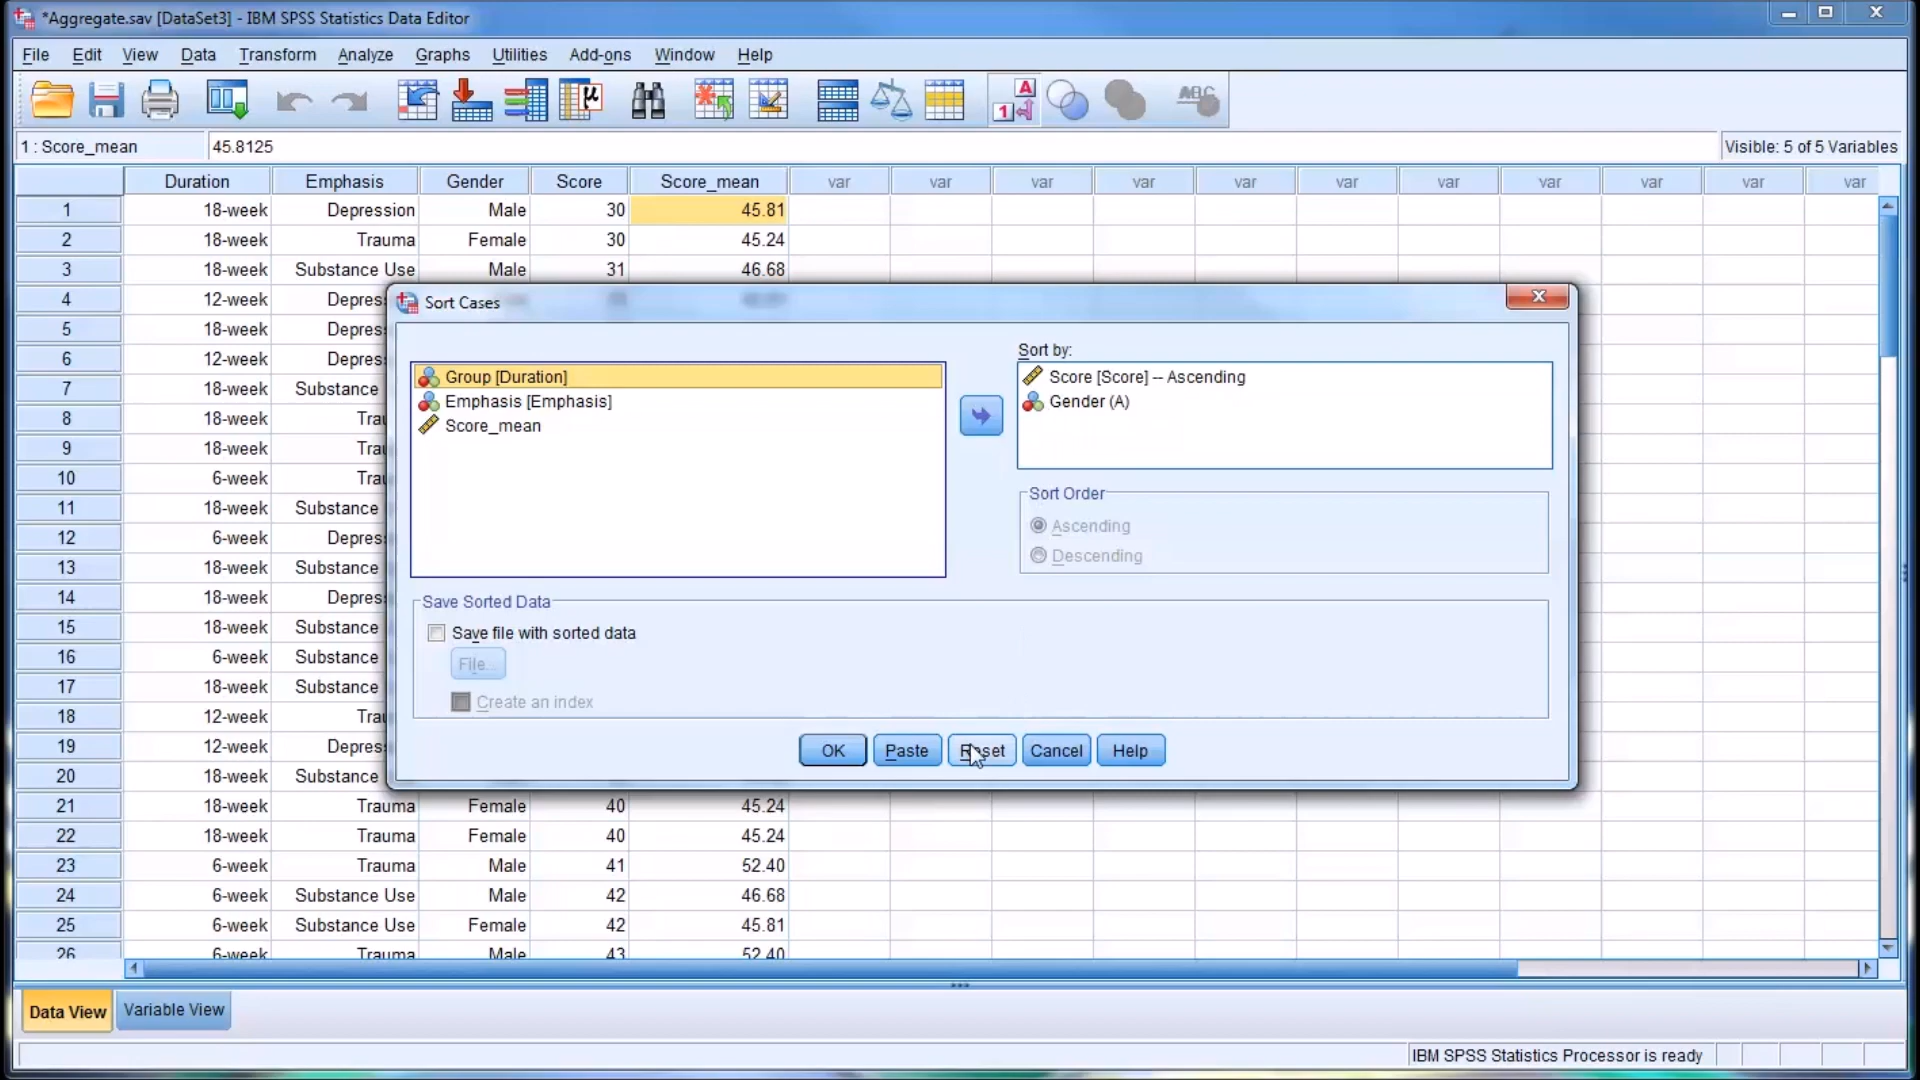 *Aggregate.sav [DataSet3] - IBM SPSS Statistics Data Editor
File Edit View Data Transform Analyze Graphs Utilities Add-ons Window Help
1 : Score_mean 45.8125 Visible: 5 of 5 Variables
Duration Emphasis Gender Score Score_mean var var var var var var var var var var var
1 18-week Depression Male 30 45.81
2 18-week Trauma Female 30 45.24
3 18-week Substance Use Male 31 46.68
4 12-week
5 18-week
6 12-week
7 18-week Substance
8 18-week
9 18-week
10 6-week
11 18-week Substance
12 6-week
13 18-week Substance
14 18-week
15 18-week Substance
16 6-week Substance
17 18-week Substance
18 12-week
19 12-week
20 18-week Substance
21 18-week Trauma Female 40 45.24
22 18-week Trauma Female 40 45.24
23 6-week Trauma Male 41 52.40
24 6-week Substance Use Male 42 46.68
25 6-week Substance Use Female 42 45.81
26 6-week Trauma Male 43 52.40
Sort Cases
Group [Duration]
Emphasis [Emphasis]
Score_mean
Sort by:
Score [Score] -- Ascending
Gender (A)
Sort Order
Ascending
Descending
Save Sorted Data
Save file with sorted data
File...
Create an index
OK Paste Reset Cancel Help
Data View Variable View
IBM SPSS Statistics Processor is ready